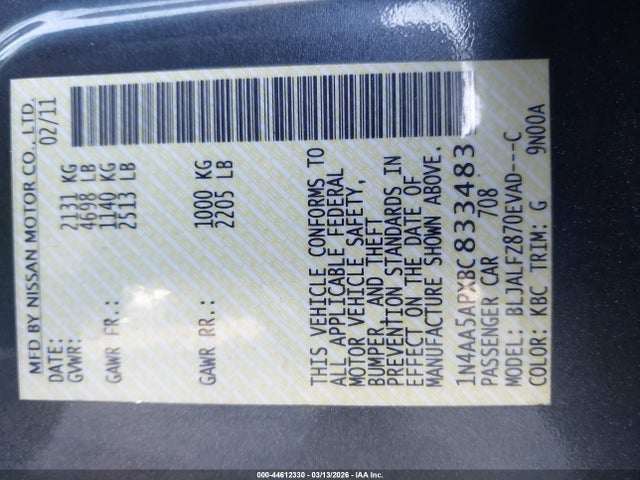 MFD BY NISSAN MOTOR CO., LTD.
DATE: 02/11
GVWR: 2131 KG
4698 LB
GAWR FR.: 1140 KG
2513 LB
GAWR RR.: 1000 KG
2205 LB
THIS VEHICLE CONFORMS TO
ALL APPLICABLE FEDERAL
MOTOR VEHICLE SAFETY,
BUMPER, AND THEFT
PREVENTION STANDARDS IN
EFFECT ON THE DATE OF
MANUFACTURE SHOWN ABOVE.
1N4AA5APXBC833483
PASSENGER CAR 708
MODEL: BLJALFZ870EVAD---C
COLOR: KBC TRIM: G 9N00A
000-44612330 - 03/13/2026 - IAA Inc.